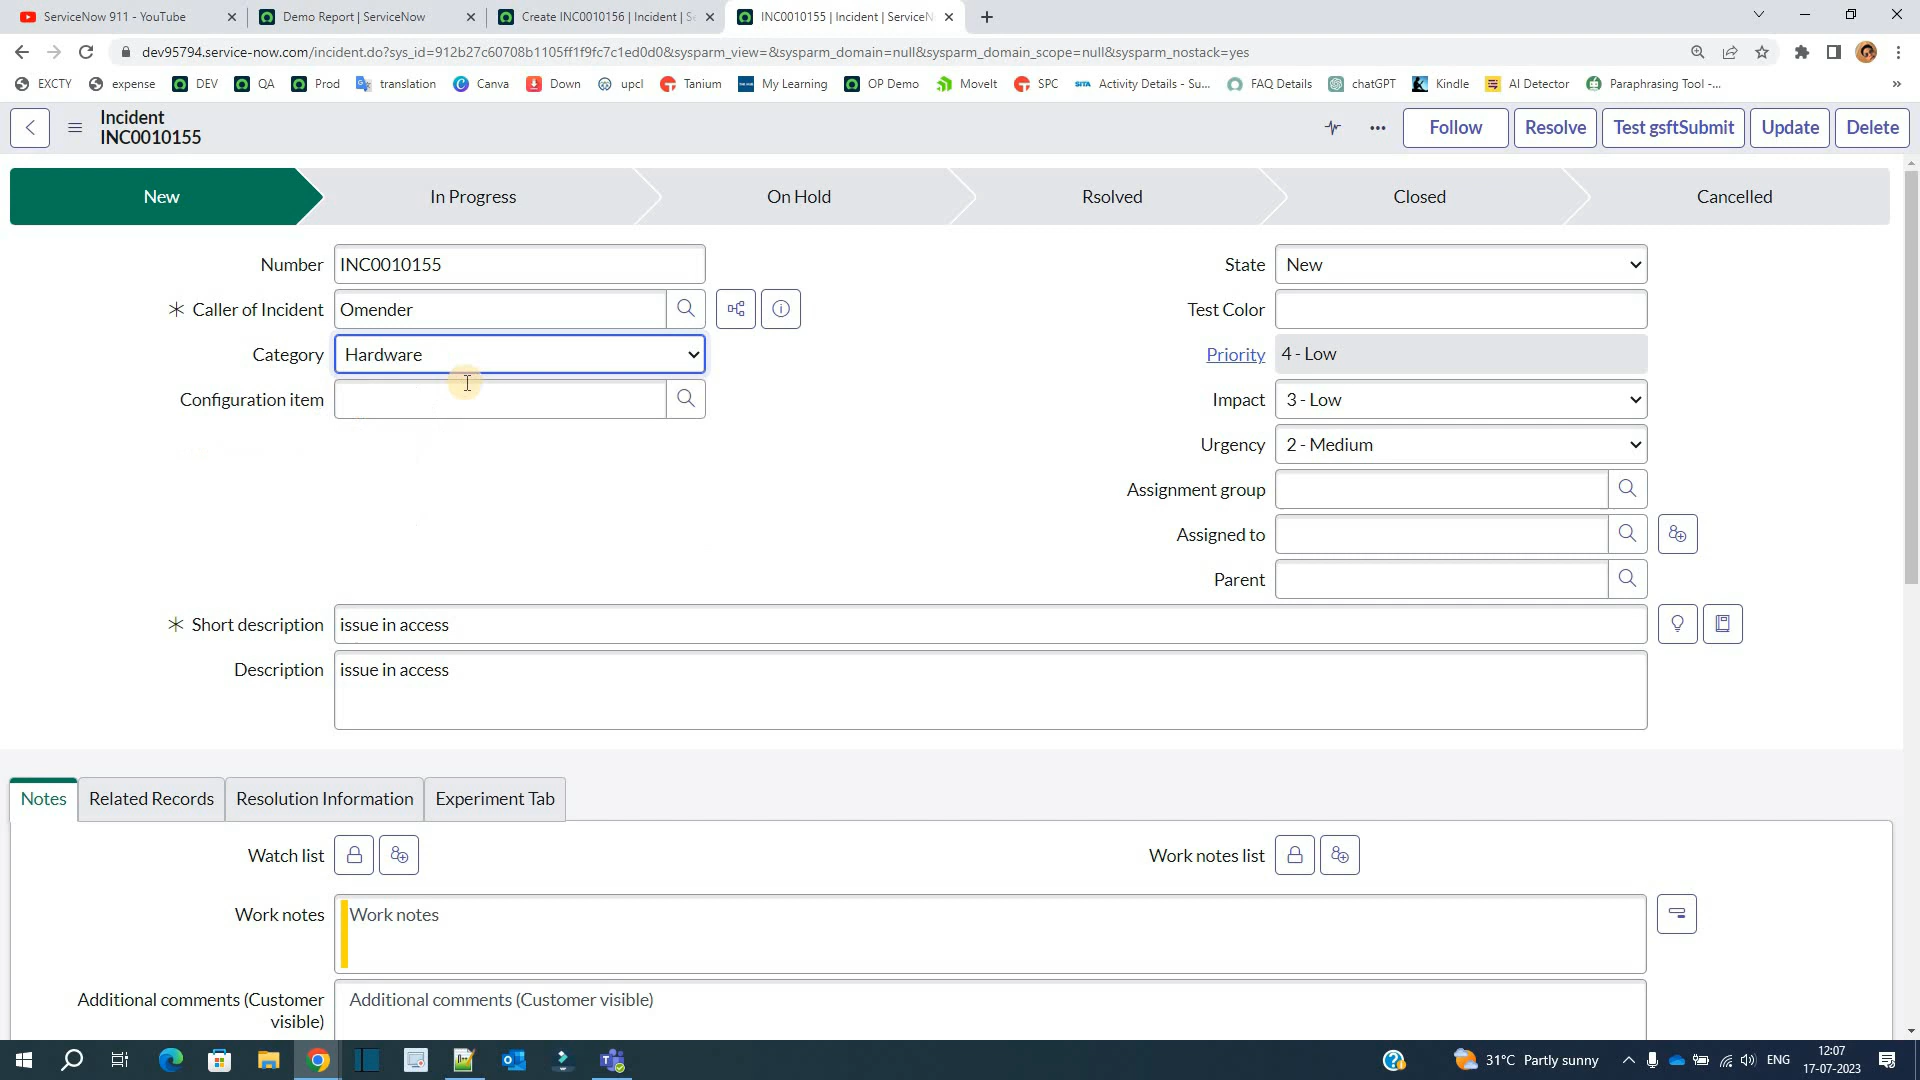 ServiceNow 911 - YouTube
Demo Report | ServiceNow
Create INC0010156 | Incident | Se
INC0010155 | Incident | ServiceN
dev95794.service-now.com/incident.do?sys_id=912b27c60708b1105ff1f9fc7c1ed0d0&sysparm_view=&sysparm_domain=null&sysparm_domain_scope=null&sysparm_nostack=yes
EXCTY
expense
DEV
QA
Prod
translation
Canva
Down
upcl
Tanium
My Learning
OP Demo
MoveIt
SPC
Activity Details - Su...
FAQ Details
chatGPT
Kindle
AI Detector
Paraphrasing Tool -...
Incident
INC0010155
Follow
Resolve
Test gsftSubmit
Update
Delete
New
In Progress
On Hold
Rsolved
Closed
Cancelled
Number INC0010155
Caller of Incident Omender
Category Hardware
Configuration item
State New
Test Color
Priority 4 - Low
Impact 3 - Low
Urgency 2 - Medium
Assignment group
Assigned to
Parent
Short description issue in access
Description issue in access
Notes
Related Records
Resolution Information
Experiment Tab
Watch list
Work notes list
Work notes Work notes
Additional comments (Customer
visible)
Additional comments (Customer visible)
31°C Partly sunny
ENG
12:07
17-07-2023